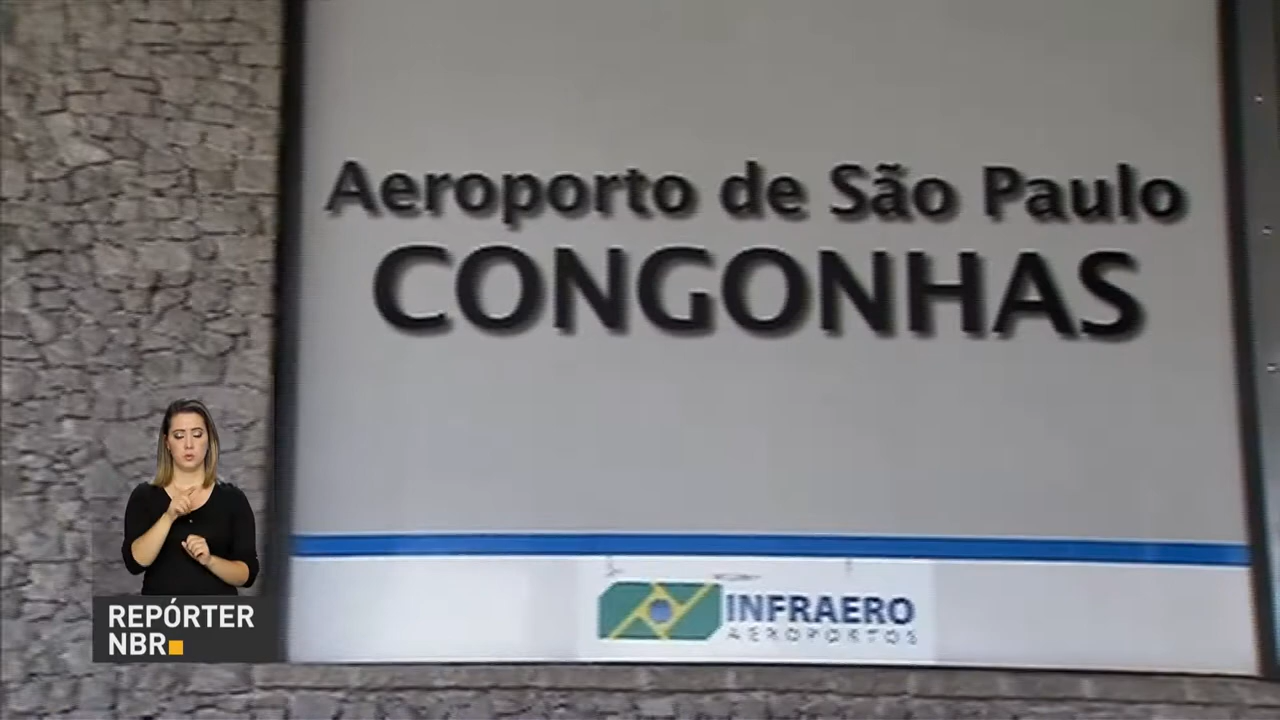 Aeroporto de São Paulo
CONGONHAS
INFRAERO
AEROPORTOS
REPÓRTER
NBR